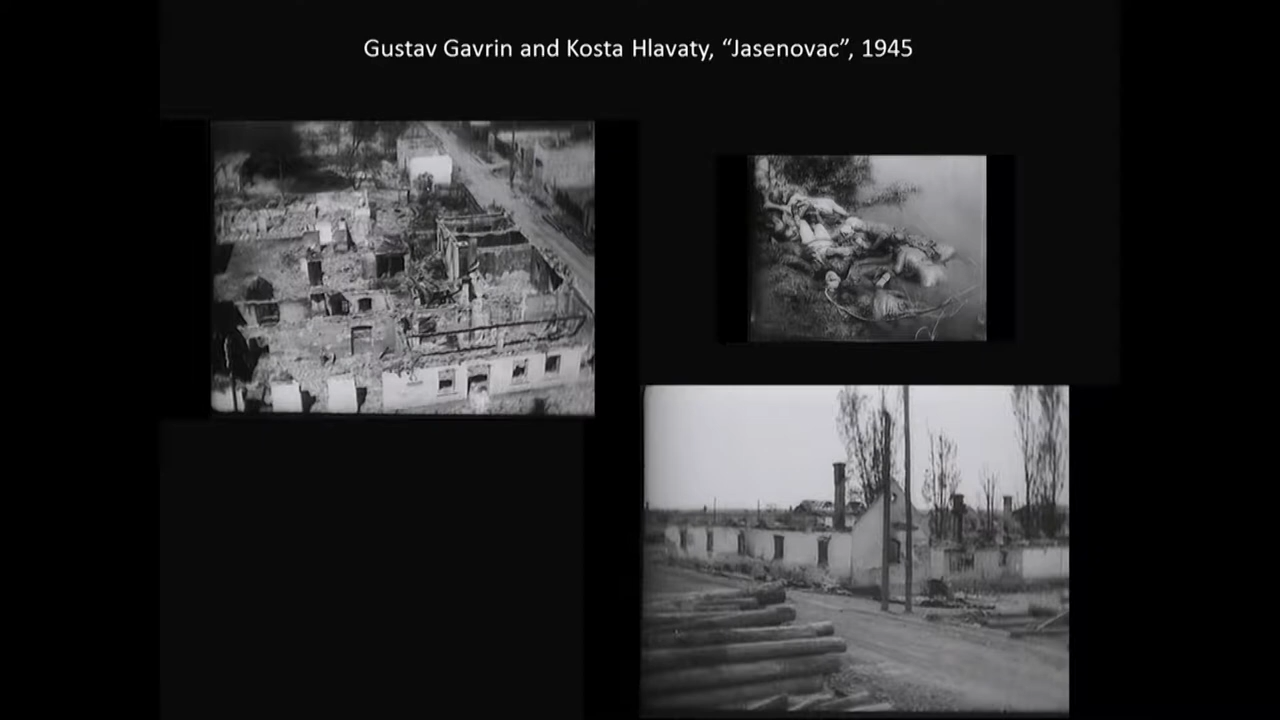 Gustav Gavrin and Kosta Hlavaty, “Jasenovac”, 1945